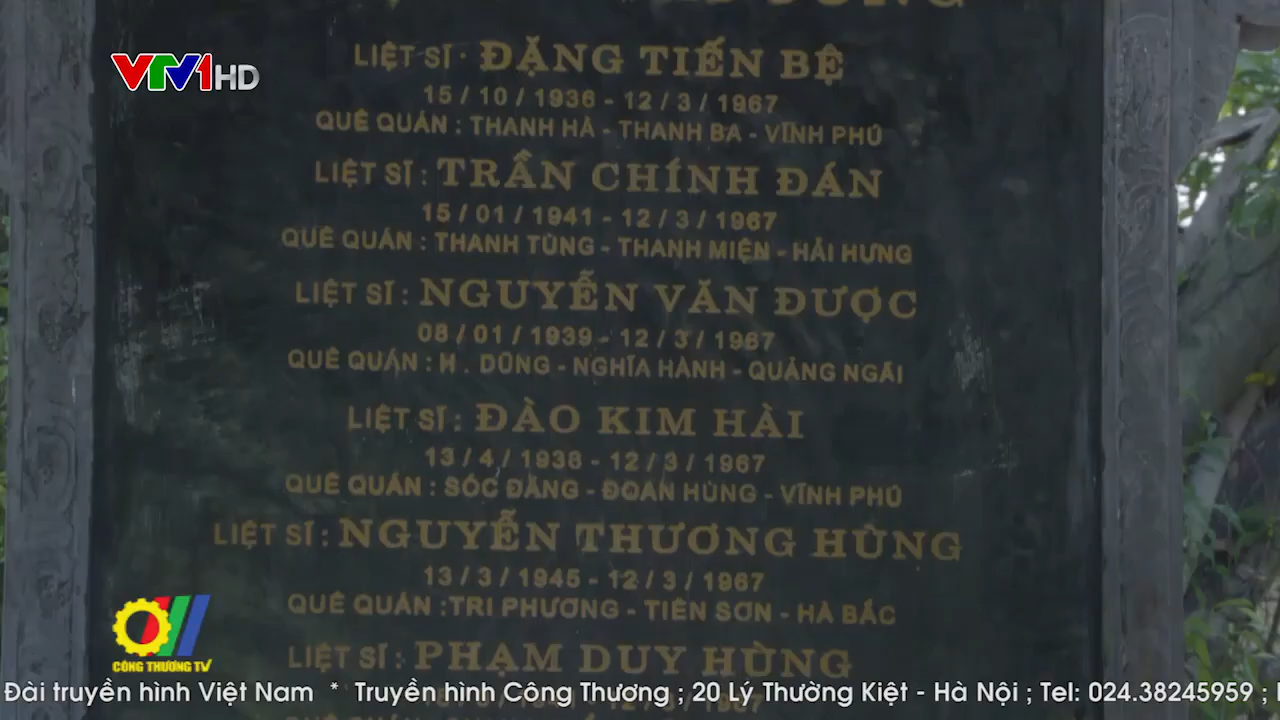 VTV1 HD
LIỆT SĨ : ĐẶNG TIẾN BỆ
15 / 10 / 1936 - 12 / 3 / 1967
QUÊ QUÁN : THANH HÀ - THANH BA - VĨNH PHÚ
LIỆT SĨ : TRẦN CHÍNH ĐÁN
15 / 01 / 1941 - 12 / 3 / 1967
QUÊ QUÁN : THANH TÙNG - THANH MIỆN - HẢI HƯNG
LIỆT SĨ : NGUYỄN VĂN ĐƯỢC
08 / 01 / 1939 - 12 / 3 / 1967
QUÊ QUÁN : H . DŨNG - NGHĨA HÀNH - QUẢNG NGÃI
LIỆT SĨ : ĐÀO KIM HÀI
13 / 4 / 1938 - 12 / 3 / 1967
QUÊ QUÁN : SÓC ĐĂNG - ĐOAN HÙNG - VĨNH PHÚ
LIỆT SĨ : NGUYỄN THƯƠNG HÙNG
13 / 3 / 1945 - 12 / 3 / 1967
QUÊ QUÁN : TRI PHƯƠNG - TIÊN SƠN - HÀ BẮC
LIỆT SĨ : PHẠM DUY HÙNG
CÔNG THƯƠNG TV
Đài truyền hình Việt Nam * Truyền hình Công Thương ; 20 Lý Thường Kiệt - Hà Nội ; Tel: 024.38245959 ;